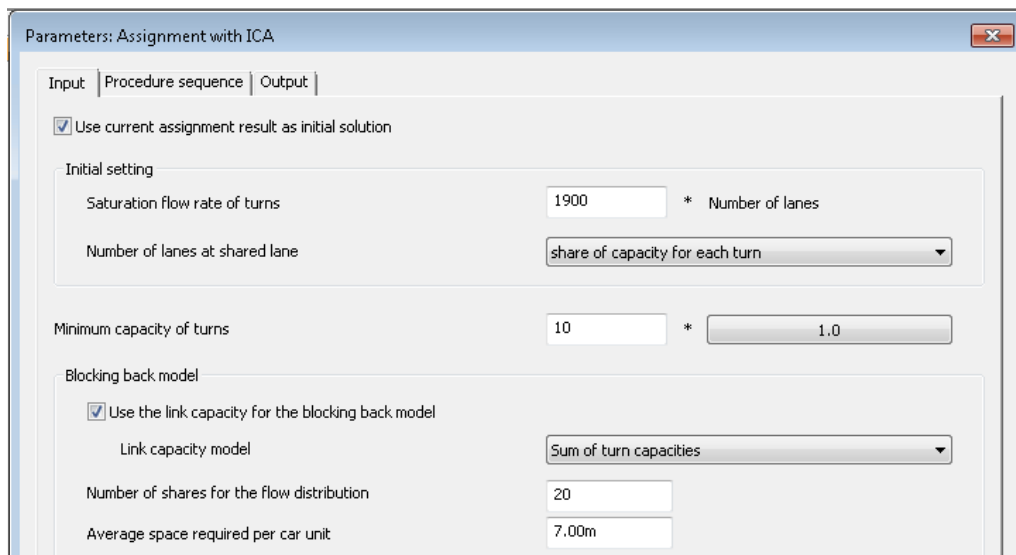 Parameters: Assignment with ICA
Input Procedure sequence Output
Use current assignment result as initial solution
Initial setting
Saturation flow rate of turns 1900 * Number of lanes
Number of lanes at shared lane share of capacity for each turn
Minimum capacity of turns 10 * 1.0
Blocking back model
Use the link capacity for the blocking back model
Link capacity model Sum of turn capacities
Number of shares for the flow distribution 20
Average space required per car unit 7.00m